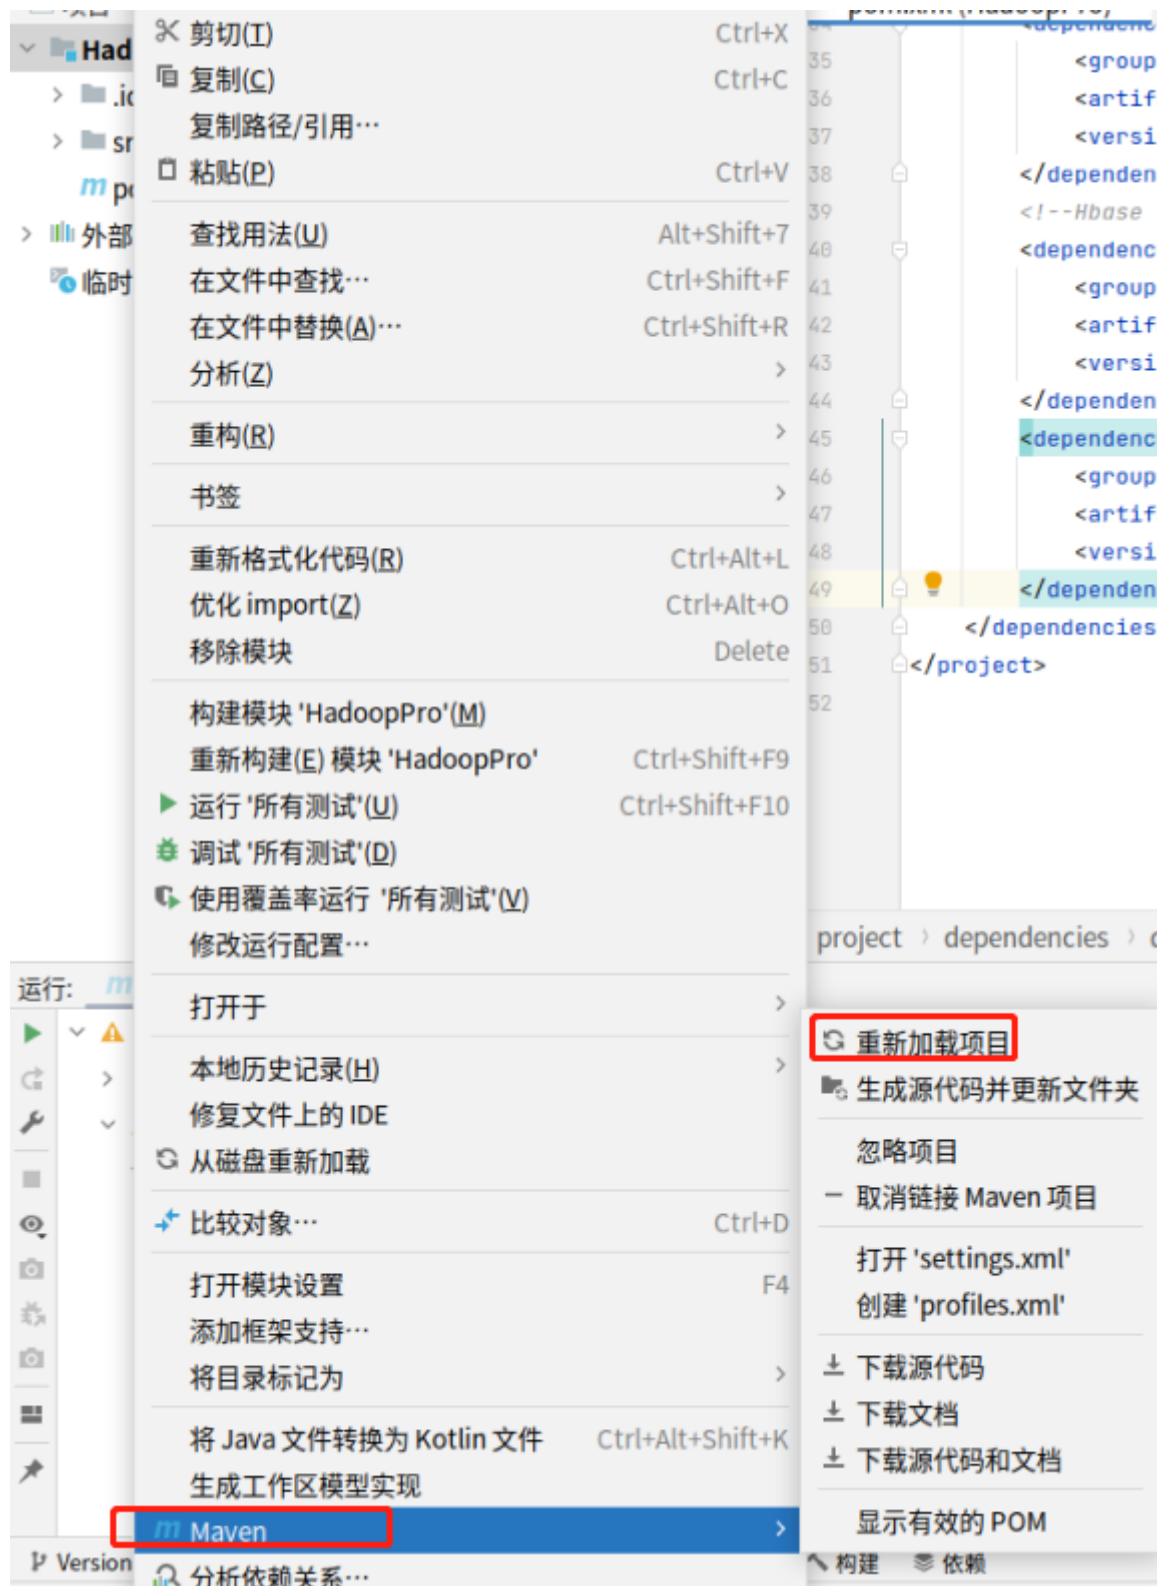 项目
Had
.id
sr
po
外部
临时
剪切(T) Ctrl+X
复制(C) Ctrl+C
复制路径/引用…
粘贴(P) Ctrl+V
查找用法(U) Alt+Shift+7
在文件中查找… Ctrl+Shift+F
在文件中替换(A)… Ctrl+Shift+R
分析(Z)
重构(R)
书签
重新格式化代码(R) Ctrl+Alt+L
优化 import(Z) Ctrl+Alt+O
移除模块 Delete
构建模块 'HadoopPro'(M)
重新构建(E) 模块 'HadoopPro' Ctrl+Shift+F9
运行 '所有测试'(U) Ctrl+Shift+F10
调试 '所有测试'(D)
使用覆盖率运行 '所有测试'(V)
修改运行配置…
打开于
本地历史记录(H)
修复文件上的 IDE
从磁盘重新加载
比较对象… Ctrl+D
打开模块设置 F4
添加框架支持…
将目录标记为
将 Java 文件转换为 Kotlin 文件 Ctrl+Alt+Shift+K
生成工作区模型实现
Maven
分析依赖关系…
pom.xml (HadoopPro)
34 <dependenc
35 <group
36 <artif
37 <versi
38 </dependen
39 <!--Hbase
40 <dependenc
41 <group
42 <artif
43 <versi
44 </dependen
45 <dependenc
46 <group
47 <artif
48 <versi
49 </dependen
50 </dependencies
51 </project>
52
project › dependencies ›
运行:
重新加载项目
生成源代码并更新文件夹
忽略项目
取消链接 Maven 项目
打开 'settings.xml'
创建 'profiles.xml'
下载源代码
下载文档
下载源代码和文档
显示有效的 POM
Version
构建 依赖